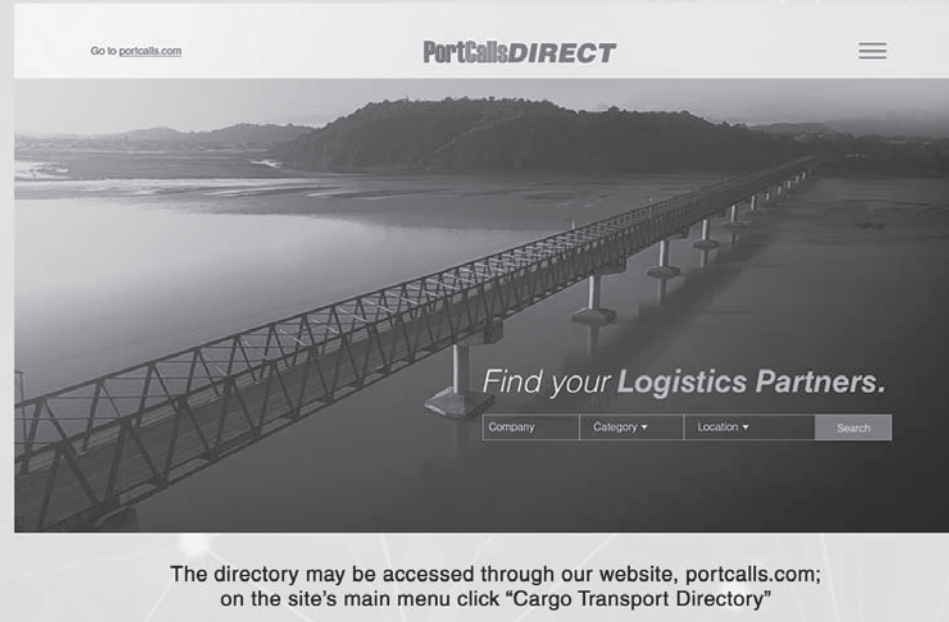 Go to portcalls.com
PortCallsDIRECT
Find your Logistics Partners.
Company Category Location Search
The directory may be accessed through our website, portcalls.com;
on the site's main menu click “Cargo Transport Directory”